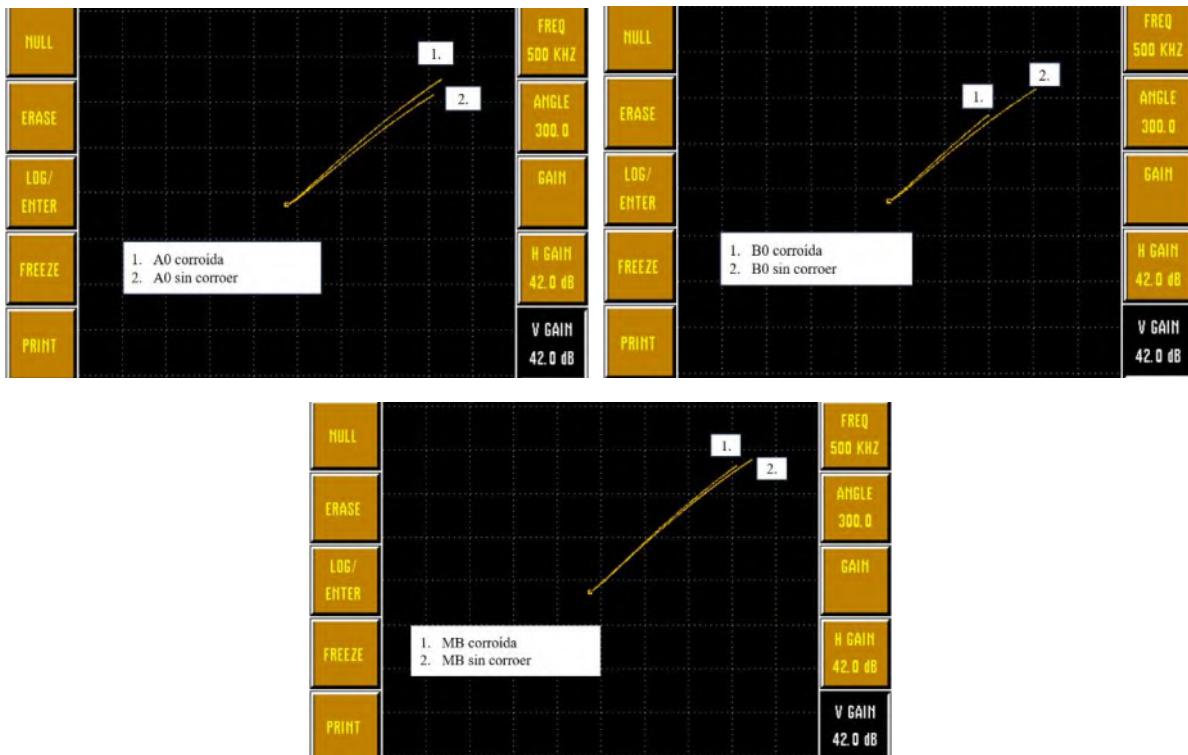 NULL
ERASE
LOG/
ENTER
FREEZE
PRINT
1.
2.
1. A0 corroída
2. A0 sin corroer
FREQ
500 KHZ
ANGLE
300.0
GAIN
H GAIN
42.0 dB
V GAIN
42.0 dB
NULL
ERASE
LOG/
ENTER
FREEZE
PRINT
2.
1.
1. B0 corroída
2. B0 sin corroer
FREQ
500 KHZ
ANGLE
300.0
GAIN
H GAIN
42.0 dB
V GAIN
42.0 dB
NULL
ERASE
LOG/
ENTER
FREEZE
PRINT
1.
2.
1. MB corroída
2. MB sin corroer
FREQ
500 KHZ
ANGLE
300.0
GAIN
H GAIN
42.0 dB
V GAIN
42.0 dB